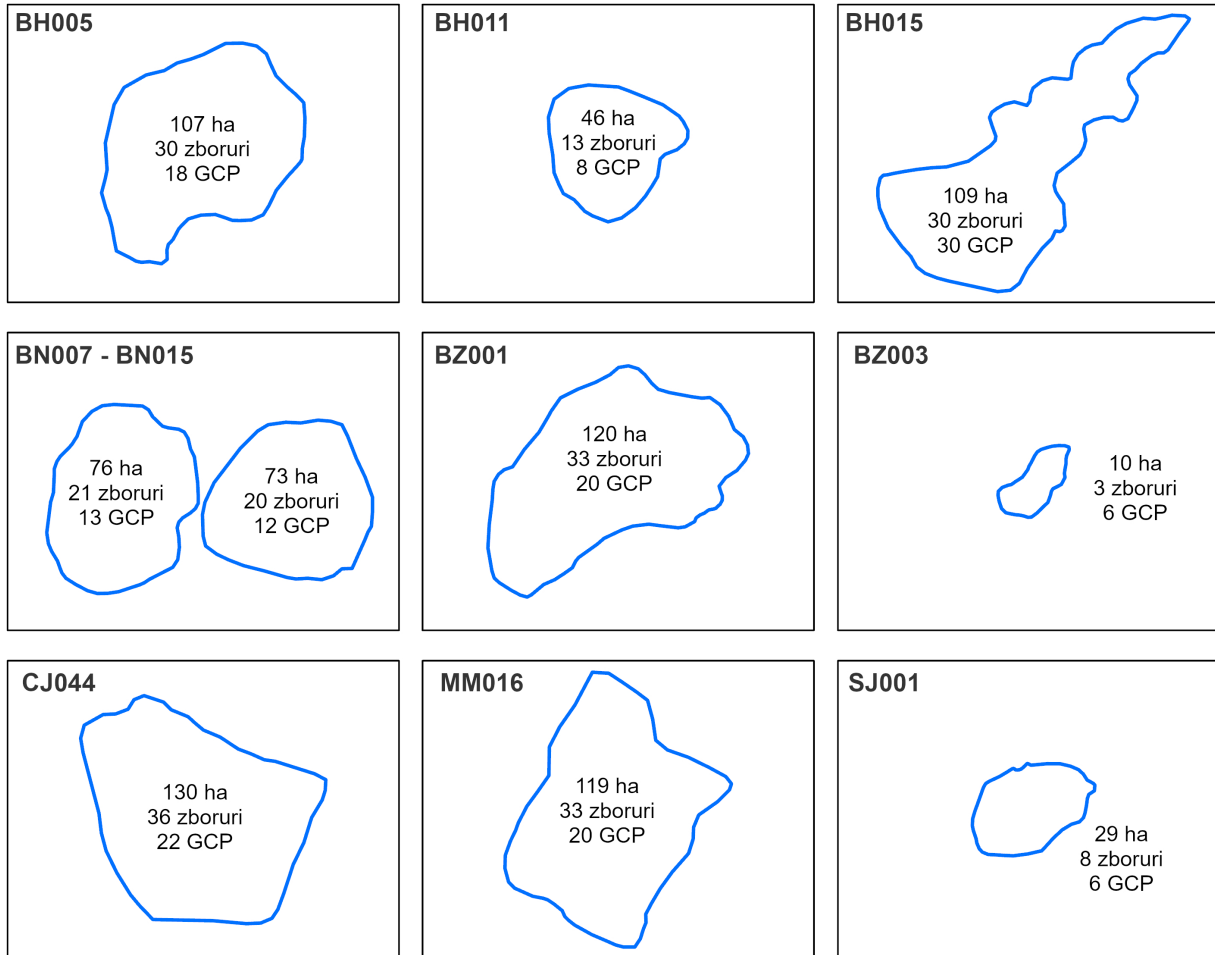 BH005
107 ha
30 zboruri
18 GCP
BH011
46 ha
13 zboruri
8 GCP
BH015
109 ha
30 zboruri
30 GCP
BN007 - BN015
76 ha
21 zboruri
13 GCP
73 ha
20 zboruri
12 GCP
BZ001
120 ha
33 zboruri
20 GCP
BZ003
10 ha
3 zboruri
6 GCP
CJ044
130 ha
36 zboruri
22 GCP
MM016
119 ha
33 zboruri
20 GCP
SJ001
29 ha
8 zboruri
6 GCP